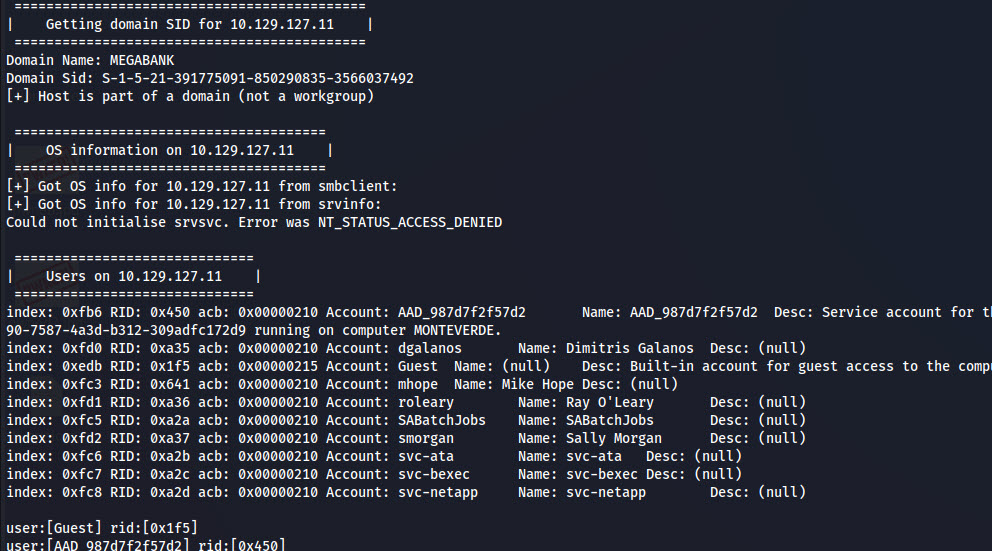 =========================================
|    Getting domain SID for 10.129.127.11    |
=========================================
Domain Name: MEGABANK
Domain Sid: S-1-5-21-391775091-850290835-3566037492
[+] Host is part of a domain (not a workgroup)
=======================================
|    OS information on 10.129.127.11    |
=======================================
[+] Got OS info for 10.129.127.11 from smbclient:
[+] Got OS info for 10.129.127.11 from srvinfo:
Could not initialise srvsvc. Error was NT_STATUS_ACCESS_DENIED
==============================
|    Users on 10.129.127.11    |
==============================
index: 0xfb6 RID: 0x450 acb: 0x00000210 Account: AAD_987d7f2f57d2	Name: AAD_987d7f2f57d2	Desc: Service account for th
90-7587-4a3d-b312-309adfc172d9 running on computer MONTEVERDE.
index: 0xfd0 RID: 0xa35 acb: 0x00000210 Account: dgalanos	Name: Dimitris Galanos	Desc: (null)
index: 0xedb RID: 0x1f5 acb: 0x00000215 Account: Guest	Name: (null)	Desc: Built-in account for guest access to the compu
index: 0xfc3 RID: 0x641 acb: 0x00000210 Account: mhope	Name: Mike Hope	Desc: (null)
index: 0xfd1 RID: 0xa36 acb: 0x00000210 Account: roleary	Name: Ray O'Leary	Desc: (null)
index: 0xfc5 RID: 0xa2a acb: 0x00000210 Account: SABatchJobs	Name: SABatchJobs	Desc: (null)
index: 0xfd2 RID: 0xa37 acb: 0x00000210 Account: smorgan	Name: Sally Morgan	Desc: (null)
index: 0xfc6 RID: 0xa2b acb: 0x00000210 Account: svc-ata	Name: svc-ata	Desc: (null)
index: 0xfc7 RID: 0xa2c acb: 0x00000210 Account: svc-bexec	Name: svc-bexec	Desc: (null)
index: 0xfc8 RID: 0xa2d acb: 0x00000210 Account: svc-netapp	Name: svc-netapp	Desc: (null)
user:[Guest] rid:[0x1f5]
user:[AAD_987d7f2f57d2] rid:[0x450]